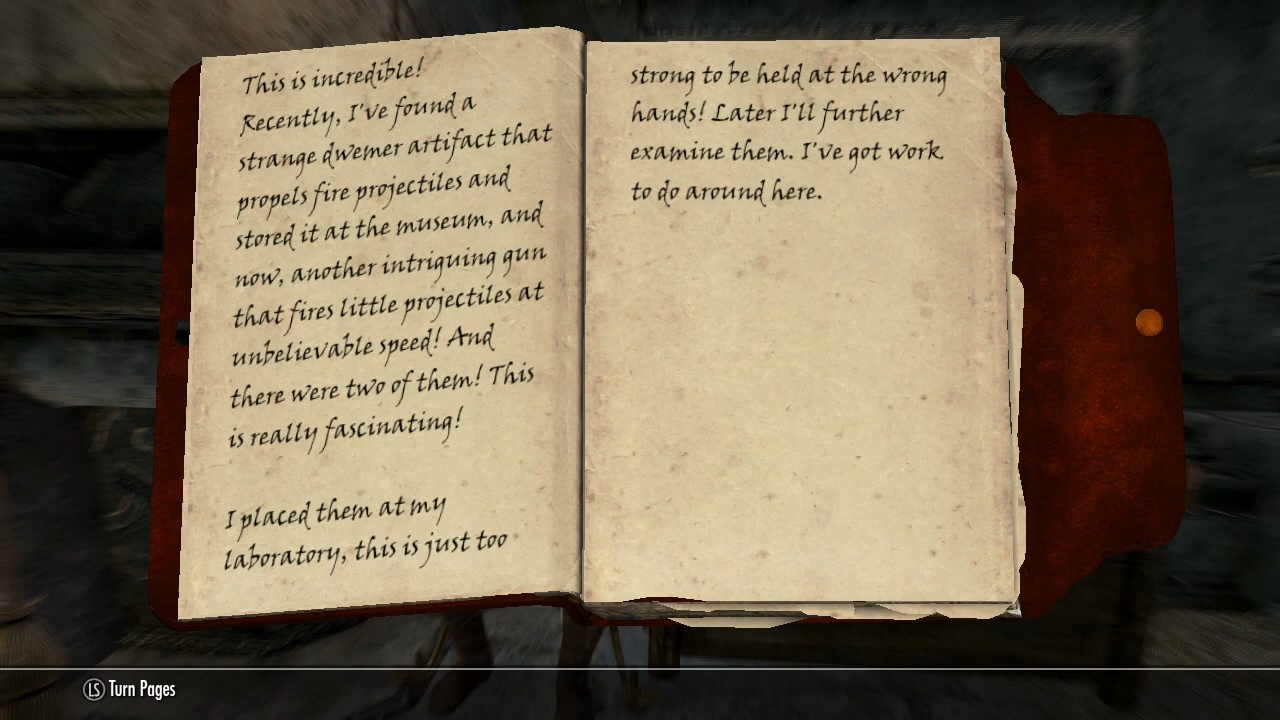 This is incredible!
Recently, I've found a
strange dwemer artifact that
propels fire projectiles and
stored it at the museum, and
now, another intriguing gun
that fires little projectiles at
unbelievable speed! And
there were two of them! This
is really fascinating!
I placed them at my
laboratory, this is just too
strong to be held at the wrong
hands! Later I'll further
examine them. I've got work
to do around here.
LS Turn Pages